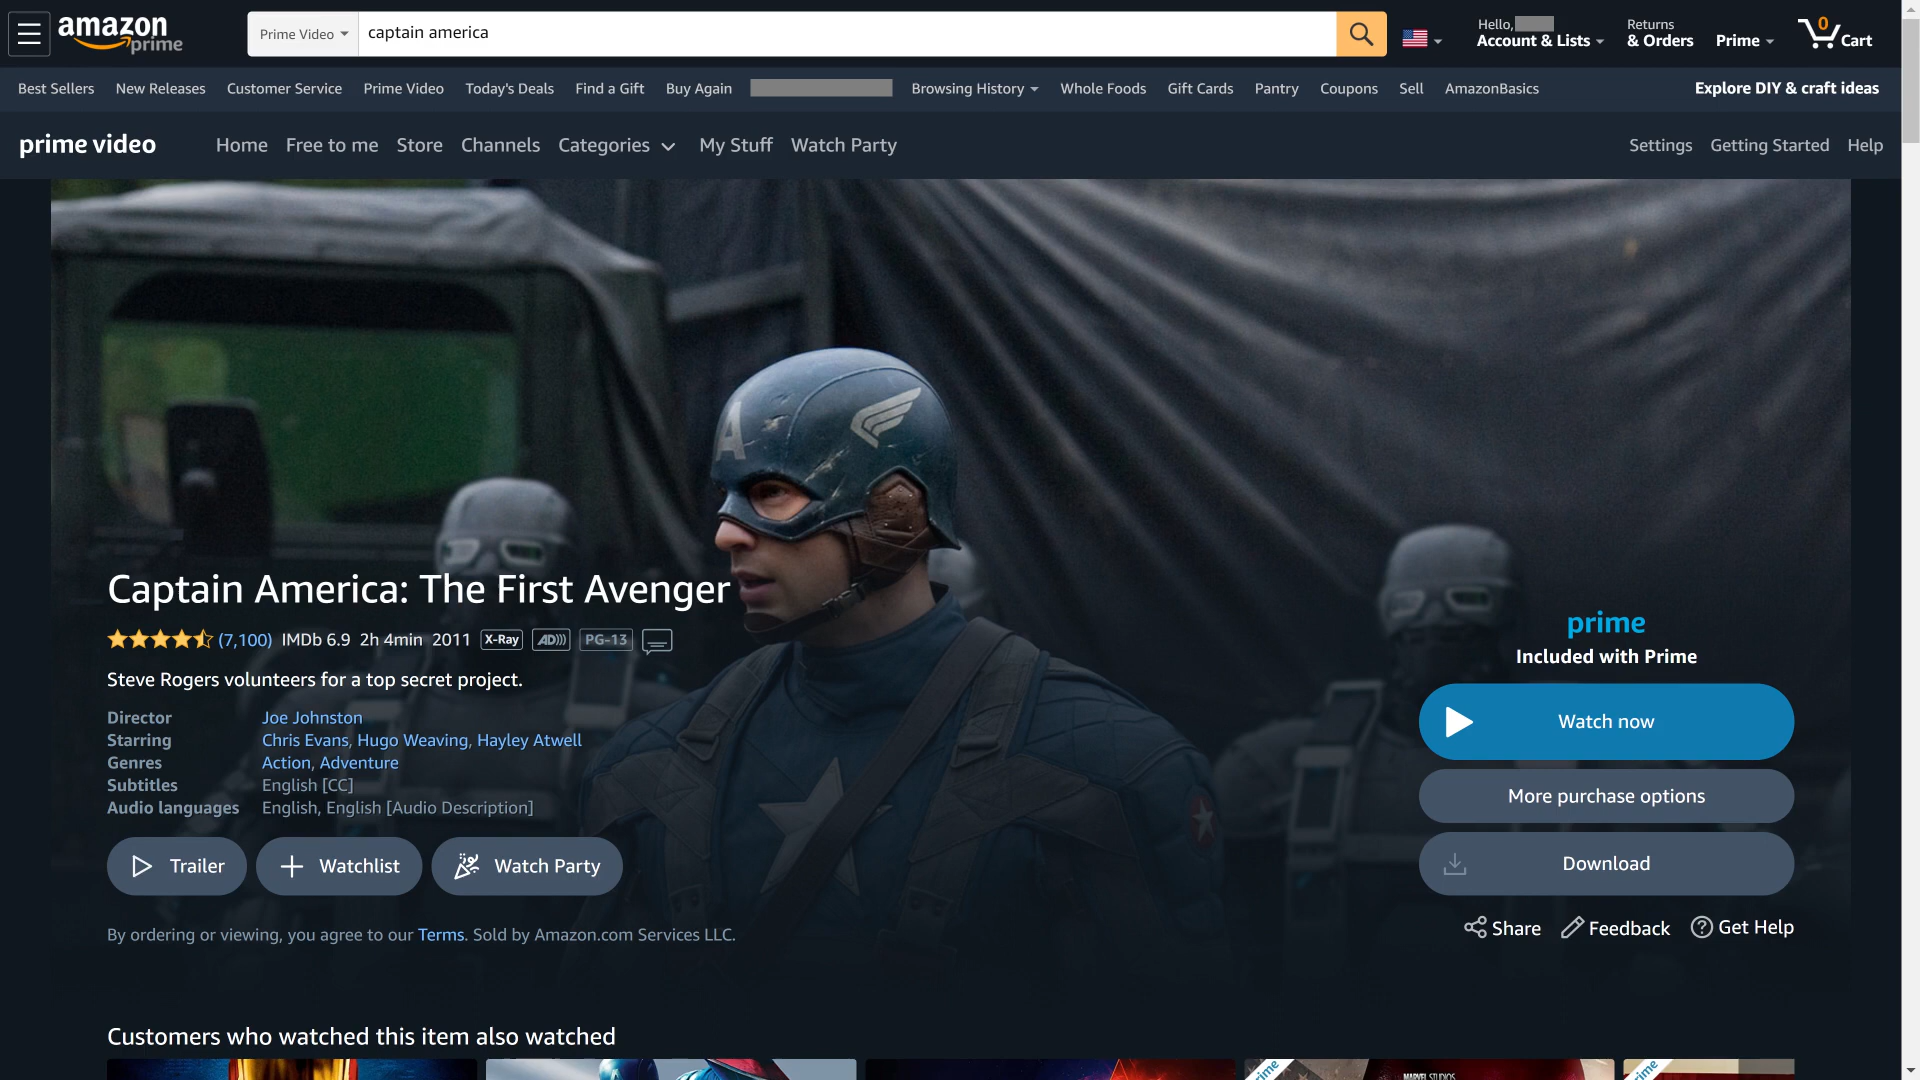 amazon prime
Prime Video
captain america
Hello,
Account & Lists
Returns
& Orders
Prime
0
Cart
Best Sellers
New Releases
Customer Service
Prime Video
Today's Deals
Find a Gift
Buy Again
Browsing History
Whole Foods
Gift Cards
Pantry
Coupons
Sell
AmazonBasics
Explore DIY & craft ideas
prime video
Home
Free to me
Store
Channels
Categories
My Stuff
Watch Party
Settings
Getting Started
Help
A
Captain America: The First Avenger
(7,100) IMDb 6.9 2h 4min 2011 X-Ray AD))) PG-13
Steve Rogers volunteers for a top secret project.
Director Joe Johnston
Starring Chris Evans, Hugo Weaving, Hayley Atwell
Genres Action, Adventure
Subtitles English [CC]
Audio languages English, English [Audio Description]
Trailer
Watchlist
Watch Party
By ordering or viewing, you agree to our Terms. Sold by Amazon.com Services LLC.
prime
Included with Prime
Watch now
More purchase options
Download
Share
Feedback
Get Help
Customers who watched this item also watched
MARVEL STUDIOS